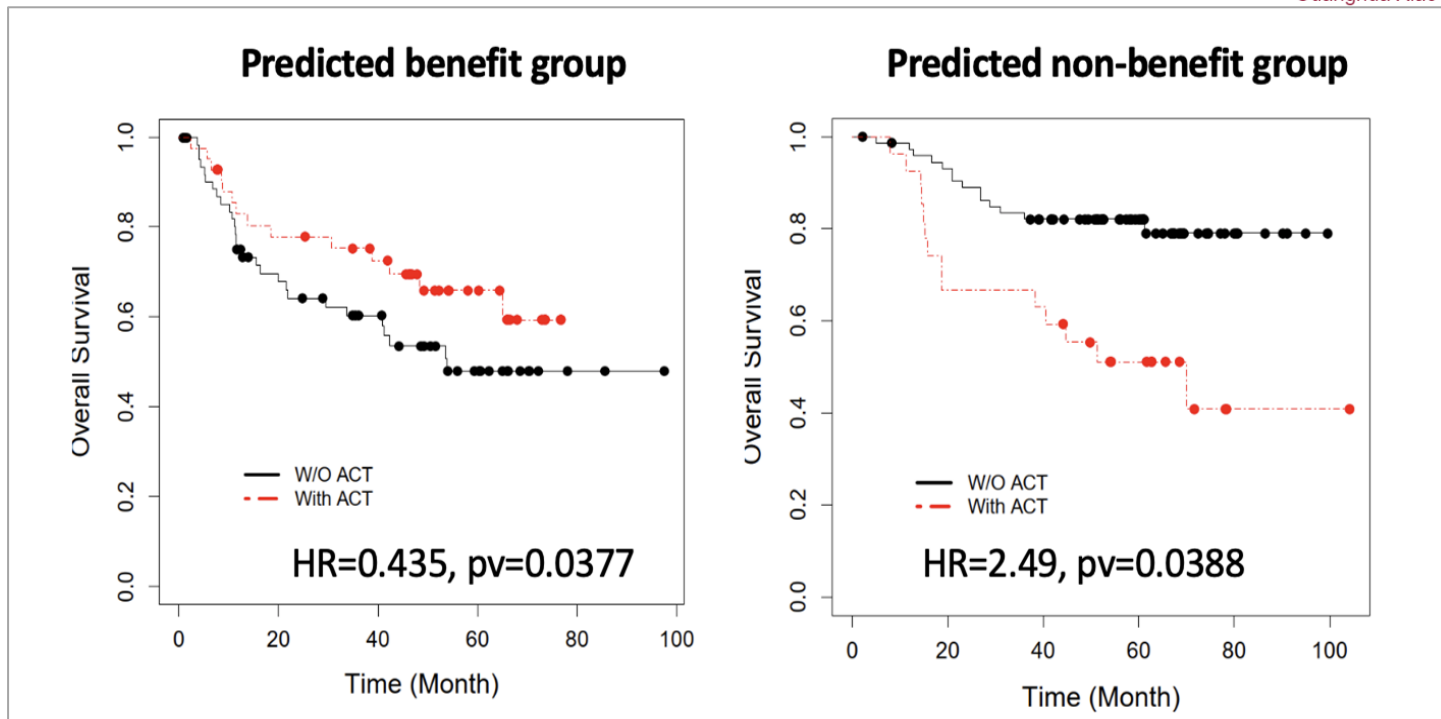 Predicted benefit group
Predicted non-benefit group
1.0
0.8
0.6
0.4
0.2
0.0
Overall Survival
W/O ACT
With ACT
HR=0.435, pv=0.0377
0 20 40 60 80 100
Time (Month)
1.0
0.8
0.6
0.4
0.2
0.0
Overall Survival
W/O ACT
With ACT
HR=2.49, pv=0.0388
0 20 40 60 80 100
Time (Month)